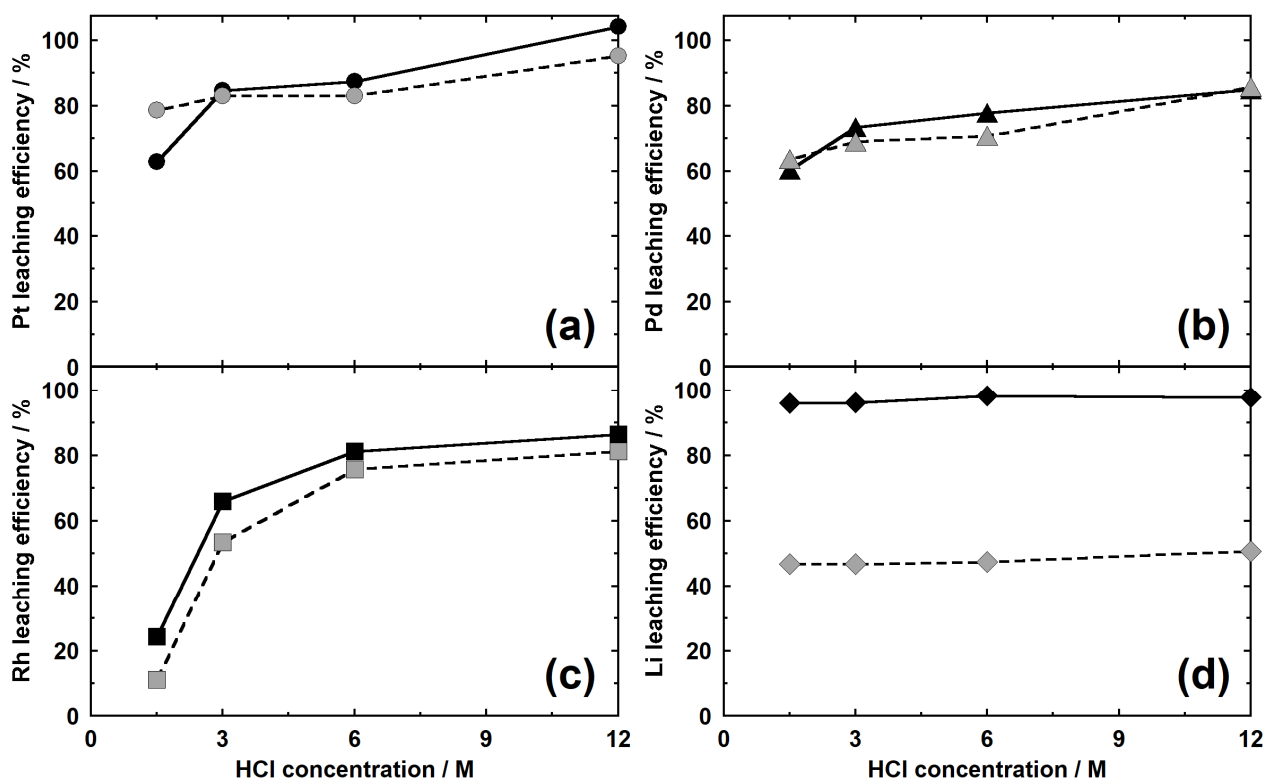 Pt leaching efficiency / %
100
80
60
40
20
0
(a)
Pd leaching efficiency / %
100
80
60
40
20
0
(b)
Rh leaching efficiency / %
100
80
60
40
20
0
(c)
0 3 6 9 12
HCl concentration / M
Li leaching efficiency / %
100
80
60
40
20
0
(d)
0 3 6 9 12
HCl concentration / M